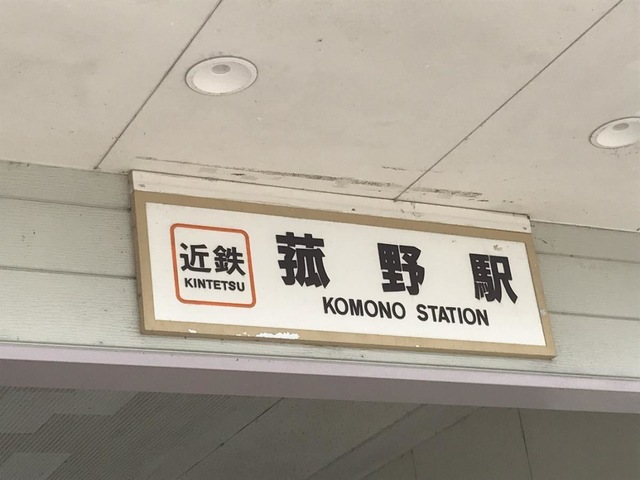 近鉄
KINTETSU
菰野駅
KOMONO STATION